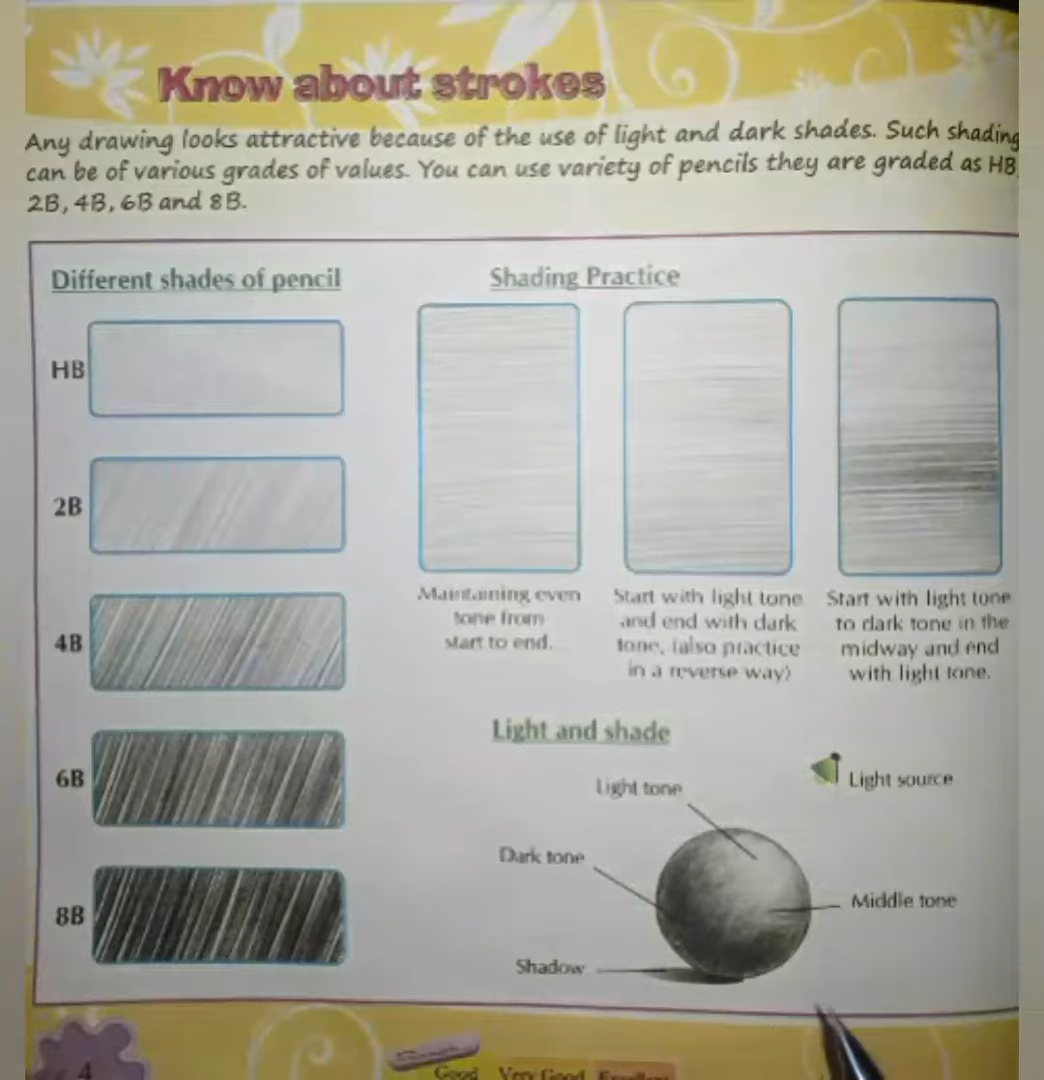 Know about strokes
Any drawing looks attractive because of the use of light and dark shades. Such shading
can be of various grades of values. You can use variety of pencils they are graded as HB
2B, 4B, 6B and 8B.
Different shades of pencil
HB
2B
4B
6B
8B
Shading Practice
Maintaining even
tone from
start to end.
Start with light tone
and end with dark
tone, (also practice
in a reverse way)
Start with light tone
to dark tone in the
midway and end
with light tone.
Light and shade
Light source
Light tone
Dark tone
Middle tone
Shadow
4
Good Very Good Excellent